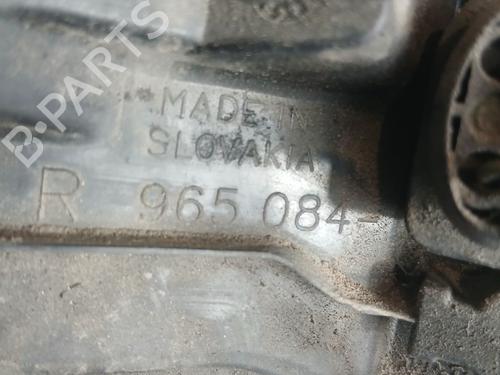 B-PARTS
MADE IN
SLOVAKIA
R 965 084-